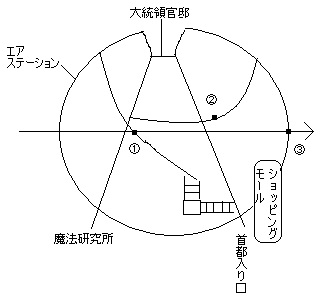 大統領官邸
エア
ステーション
②
①
③
ショッピング
モール
魔法研究所
首都入り口